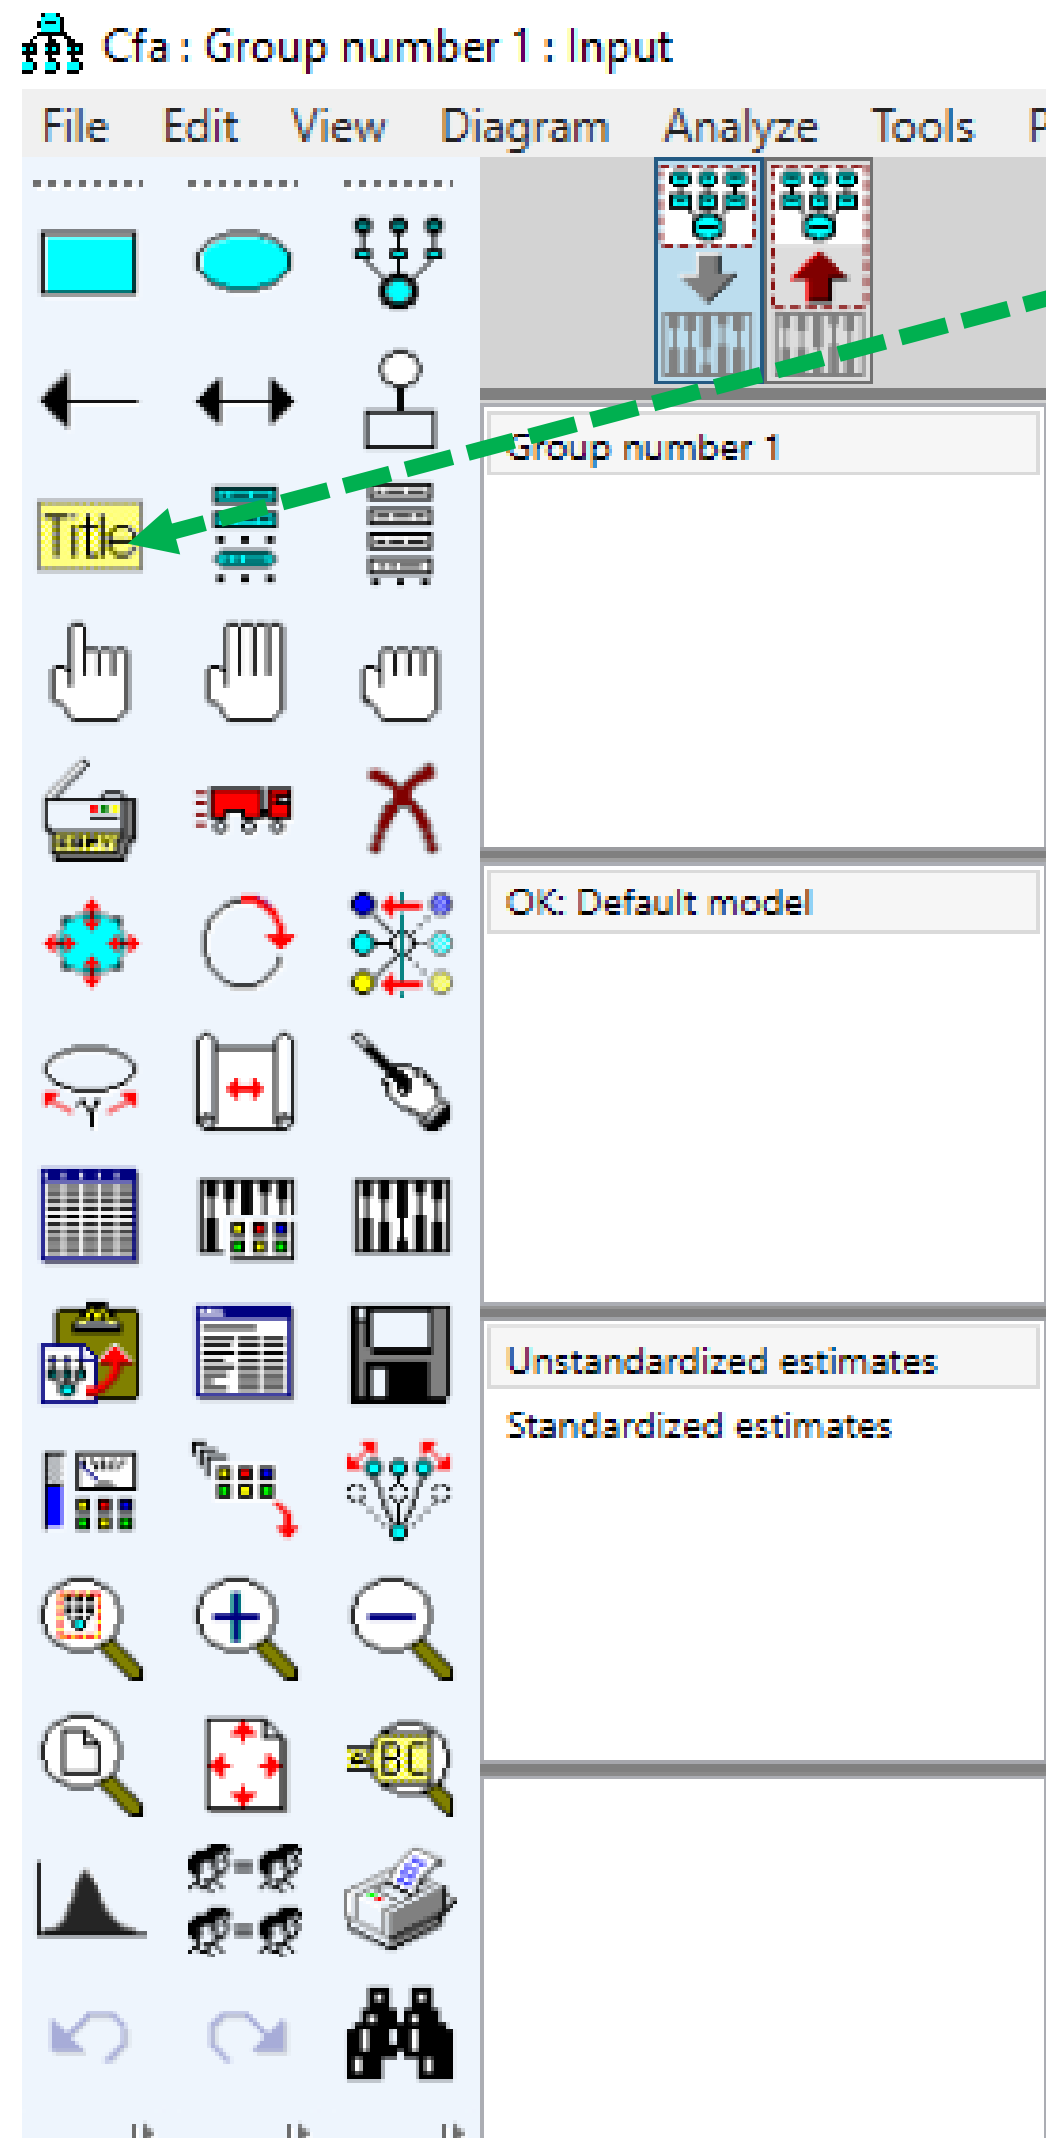 Cfa : Group number 1 : Input
File Edit View Diagram Analyze Tools P
Group number 1
Title
OK: Default model
Unstandardized estimates
Standardized estimates
BC